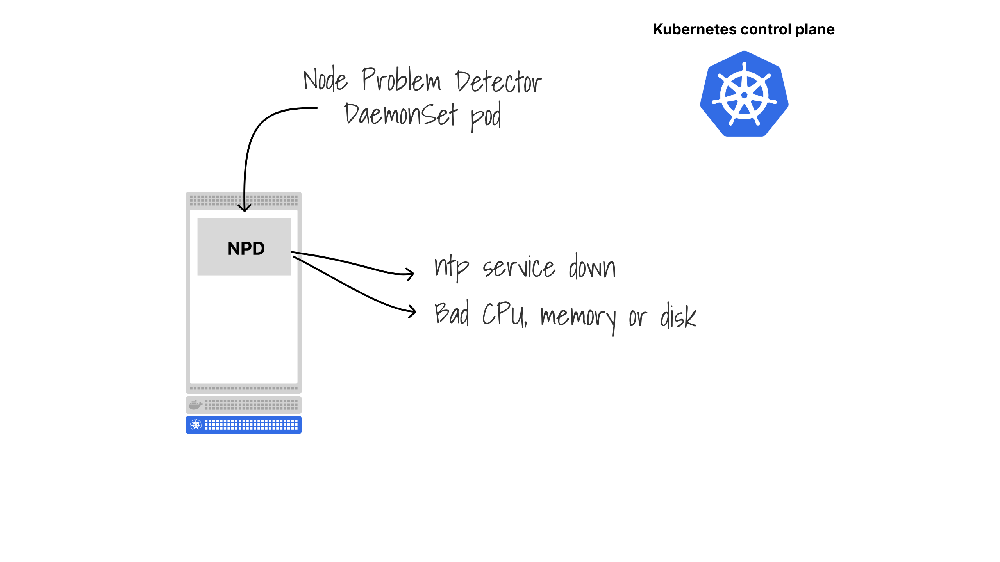 Kubernetes control plane
Node Problem Detector
DaemonSet pod
NPD
ntp service down
Bad CPU, memory or disk